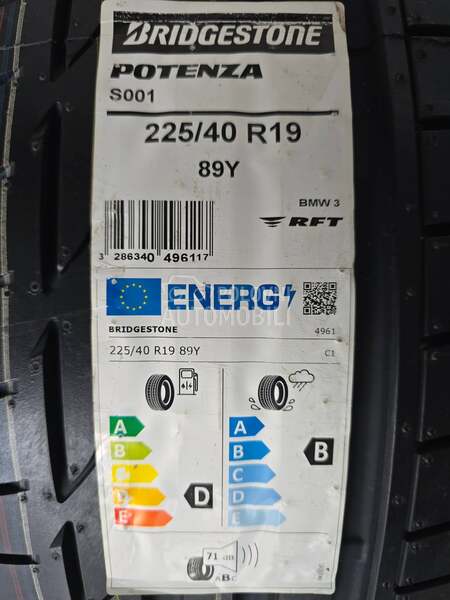 BRIDGESTONE
POTENZA
S001
225/40 R19
89Y
BMW 3
RFT
3 286340 496117
ENERG
AUTOMOBILI
BRIDGESTONE 4961
225/40 R19 89Y C1
A A
B B B
C C
D D D
E E
71 dB
ABC